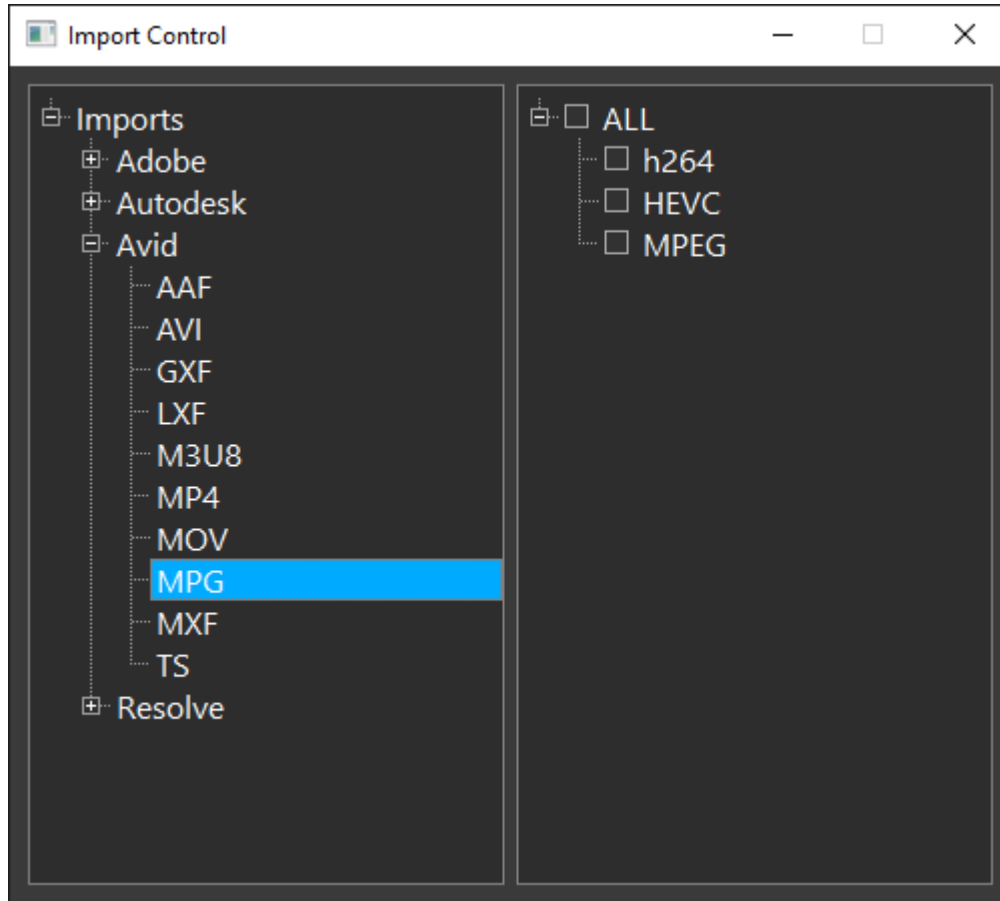 Import Control
Imports
Adobe
Autodesk
Avid
AAF
AVI
GXF
LXF
M3U8
MP4
MOV
MPG
MXF
TS
Resolve
ALL
h264
HEVC
MPEG